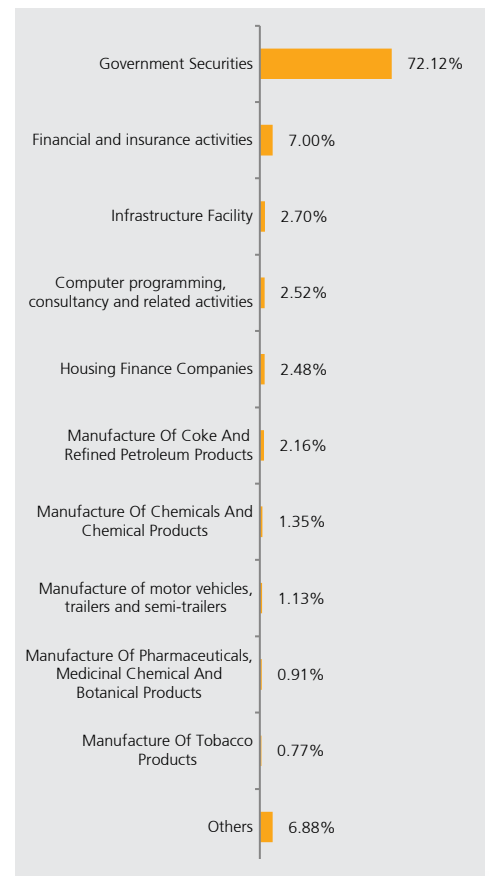 Government Securities
72.12%
Financial and insurance activities
7.00%
Infrastructure Facility
2.70%
Computer programming,
consultancy and related activities
2.52%
Housing Finance Companies
2.48%
Manufacture Of Coke And
Refined Petroleum Products
2.16%
Manufacture Of Chemicals And
Chemical Products
1.35%
Manufacture of motor vehicles,
trailers and semi-trailers
1.13%
Manufacture Of Pharmaceuticals,
Medicinal Chemical And
Botanical Products
0.91%
Manufacture Of Tobacco
Products
0.77%
Others
6.88%